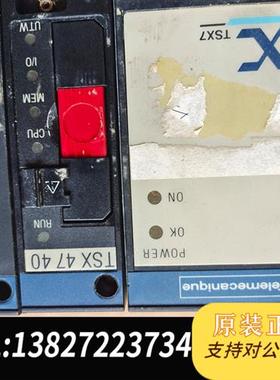 TSX7
UTW
I/O
MEM
CPU
RUN
TSX 47 40
ON
OK
POWER
elemecanique
:13827223734
原装正
支持对公